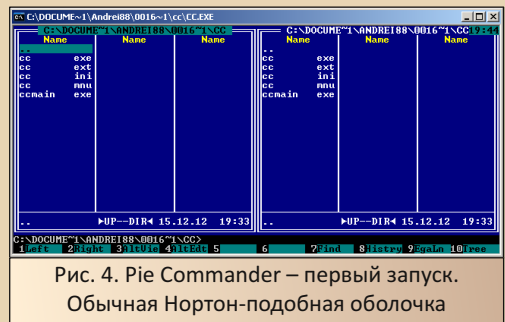 C:\DOCUME~1\Andrei88\0016~1\cc\CC.EXE
C:\DOCUME~1\ANDREI88\0016~1\CC C:\DOCUME~1\ANDREI88\0016~1\CC 19:44
Name Name Name Name Name Name
.. ..
cc exe cc exe
cc ext cc ext
cc ini cc ini
cc mnu cc mnu
ccmain exe ccmain exe
.. ►UP--DIR◄ 15.12.12 19:33 .. ►UP--DIR◄ 15.12.12 19:33
C:\DOCUME~1\ANDREI88\0016~1\CC>
1Left 2Right 3AltVie 4AltEdt 5 6 7Find 8Histry 9EgaLn 10Tree
Рис. 4. Pie Commander – первый запуск.
Обычная Нортон-подобная оболочка